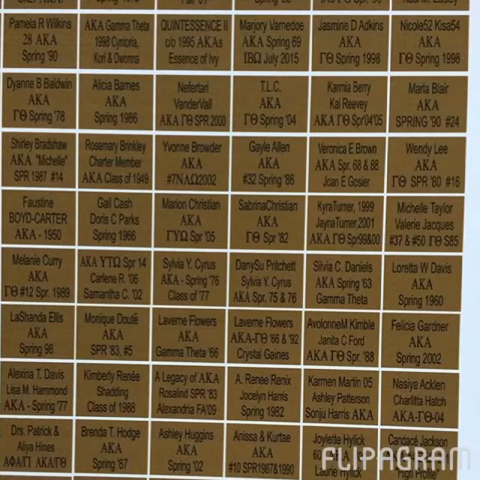 Pamela R Wilkins
28 AKA
Spring '90
AKA Gamma Theta
1998 Cymbria,
Korl & Dwonna
QUINTESSENCE II
c/o 1995 AKAs
Essence of Ivy
Marjory Varnedoe
AKA Spring 69
ΙΒΩ July 2015
Jasmine D Adkins
AKA
ΓΘ Spring 1998
Nicole52 Kisa54
AKA
ΓΘ Spring 1996
Dyanne B Baldwin
AKA
ΓΘ Spring '78
Alicia Barnes
AKA
Spring 1986
Nefertari
VanderVall
AKA ΓΘ SPR 2000
T.L.C.
AKA
ΓΘ Spring '04
Karmia Berry
Kai Reevey
AKA ΓΘ Spr'04'05
Marla Blair
AKA
SPRING '90 #24
Shirley Bradshaw
AKA "Michelle"
SPR 1987 #14
Rosemary Brinkley
Charter Member
AKA Class of 1949
Yvonne Browder
AKA
#7ΝΛΩ2002
Gayle Allen
AKA
#32 Spring '86
Veronica E Brown
AKA Spr. 68 & 88
Joan E Gosier
Wendy Lee
AKA
ΓΘ SPR '80 #16
Faustine
BOYD-CARTER
AKA - 1950
Gail Cash
Doris C Parks
Spring 1966
Marion Christian
AKA
ΓΥΩ Spr '05
SabrinaChristian
AKA
ΓΘ Spr '82
KyraTurner, 1999
JaynaTurner,2001
AKA ΓΘ Spr99&00
Michelle Taylor
Valerie Jacques
#37 & #50 ΓΘ S85
Melanie Curry
AKA
ΓΘ #12 Spr. 1989
AKA ΥΤΩ Spr 14
Carlene R. '06
Samantha C. '02
Sylvia Y. Cyrus
AKA - Spring '76
Class of '77
DanySu Pritchett
Sylvia Y. Cyrus
AKA Spr. 75 & 76
Silvia C. Daniels
AKA Spring '63
Gamma Theta
Loretta W Davis
AKA
Spring 1960
LaShanda Ellis
AKA
Spring 96
Monique Douté
AKA
SPR '83, #5
Laverne Flowers
AKA
Gamma Theta '66
Laverne Flowers
AKA-ΓΘ '66 & '92
Crystal Gaines
AvolonneM Kimble
Janita C Ford
AKA ΓΘ Spr. '88
Felicia Gardner
AKA
Spring 2002
Alexina T. Davis
Lisa M. Hammond
AKA - Spring '77
Kimberly Renée
Shadding
Class of 1988
A Legacy of AKA
Rosalind SPR '83
Alexandria FA'09
A. Renee Renix
Jocelyn Harris
Spring 1982
Karmen Martin 05
Ashley Patterson
Sonju Harris AKA
Nasiya Acklen
Charlitta Hatch
AKA-ΓΘ-04
Drs. Patrick &
Aliya Hines
Brenda T. Hodge
AKA
Spring '67
Ashley Huggins
AKA
Spring '02
Anissa & Kurtae
AKA
#10 SPR1987&1990
Joylette Hylick
Laurie Hylick
Candacé Jackson
"High Profile"
FLIPAGRAM